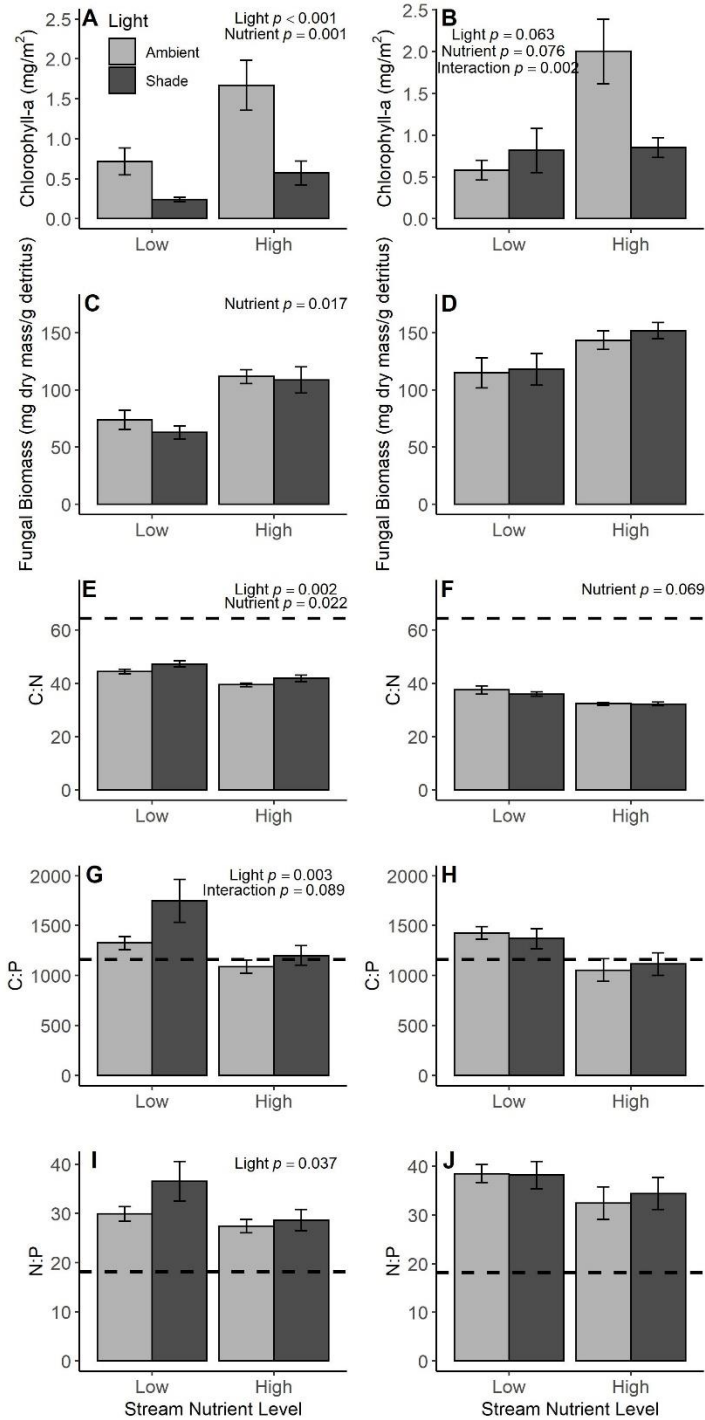 A
Light
Ambient
Shade
Light p < 0.001
Nutrient p = 0.001
Chlorophyll-a (mg/m²)
2.5
2.0
1.5
1.0
0.5
0.0
Low
High
B
Light p = 0.063
Nutrient p = 0.076
Interaction p = 0.002
Chlorophyll-a (mg/m²)
2.5
2.0
1.5
1.0
0.5
0.0
Low
High
C
Nutrient p = 0.017
Fungal Biomass (mg dry mass/g detritus)
150
100
50
0
Low
High
D
Fungal Biomass (mg dry mass/g detritus)
150
100
50
0
Low
High
E
Light p = 0.002
Nutrient p = 0.022
C:N
60
40
20
0
Low
High
F
Nutrient p = 0.069
C:N
60
40
20
0
Low
High
G
Light p = 0.003
Interaction p = 0.089
C:P
2000
1500
1000
500
0
Low
High
H
C:P
2000
1500
1000
500
0
Low
High
I
Light p = 0.037
N:P
40
30
20
10
0
Low
High
Stream Nutrient Level
J
N:P
40
30
20
10
0
Low
High
Stream Nutrient Level